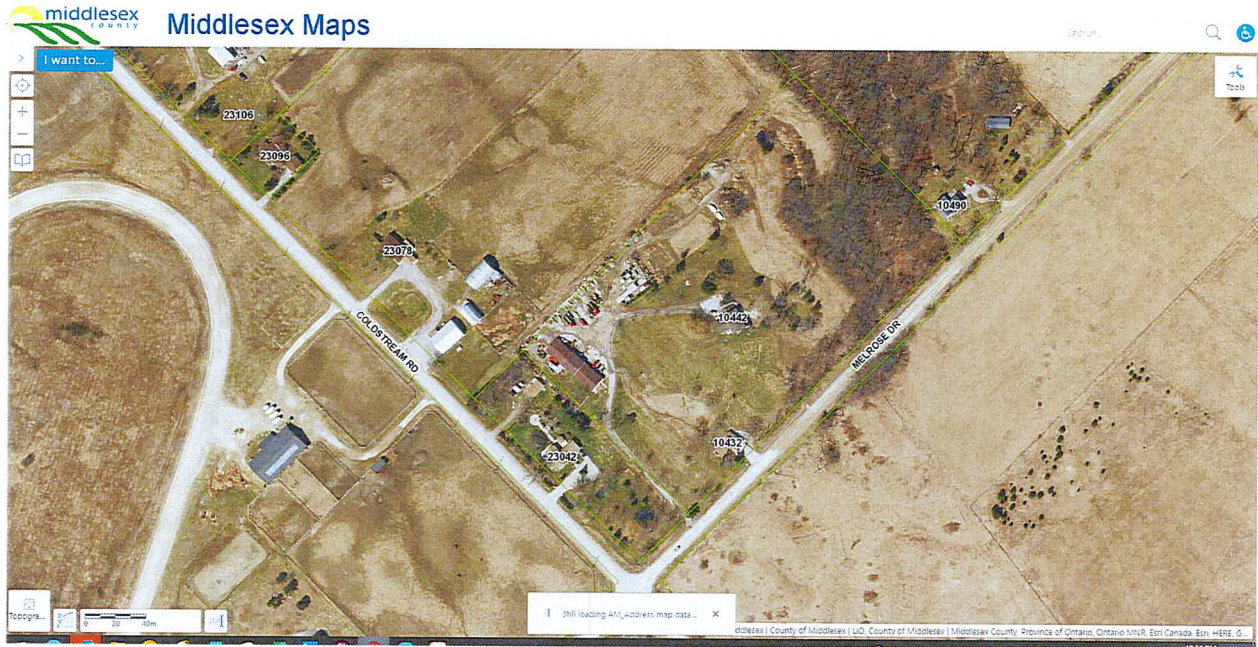 middlesex
county
Middlesex Maps
Search...
I want to...
Tools
23106
23096
10490
23078
10442
COLDSTREAM RD
MELROSE DR
10432
23042
Topogra...
0 20 40m
Still loading AM_Address map data...
ddlesex | County of Middlesex | LIO, County of Middlesex | Middlesex County, Province of Ontario, Ontario MNR, Esri Canada, Esri, HERE, G...